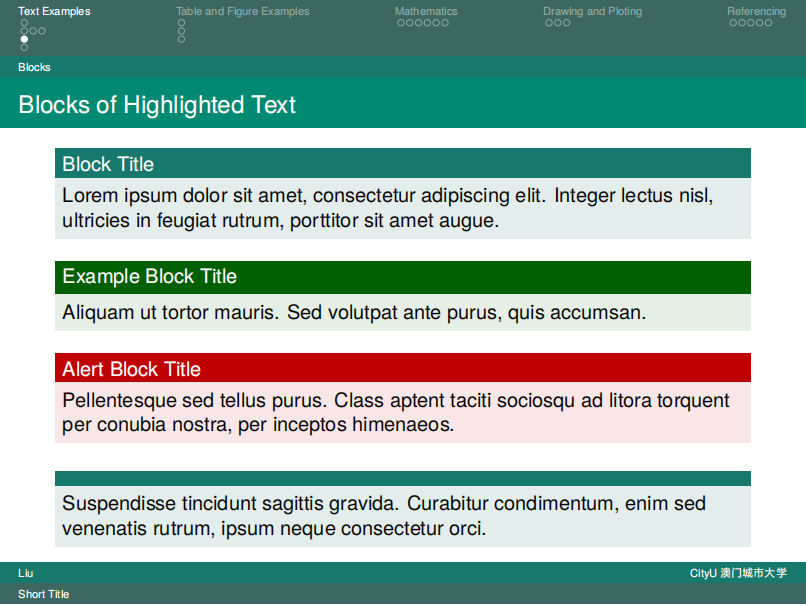 Text Examples
Table and Figure Examples
Mathematics
Drawing and Ploting
Referencing
Blocks
Blocks of Highlighted Text
Block Title
Lorem ipsum dolor sit amet, consectetur adipiscing elit. Integer lectus nisl,
ultricies in feugiat rutrum, porttitor sit amet augue.
Example Block Title
Aliquam ut tortor mauris. Sed volutpat ante purus, quis accumsan.
Alert Block Title
Pellentesque sed tellus purus. Class aptent taciti sociosqu ad litora torquent
per conubia nostra, per inceptos himenaeos.
Suspendisse tincidunt sagittis gravida. Curabitur condimentum, enim sed
venenatis rutrum, ipsum neque consectetur orci.
Liu
CityU 澳门城市大学
Short Title